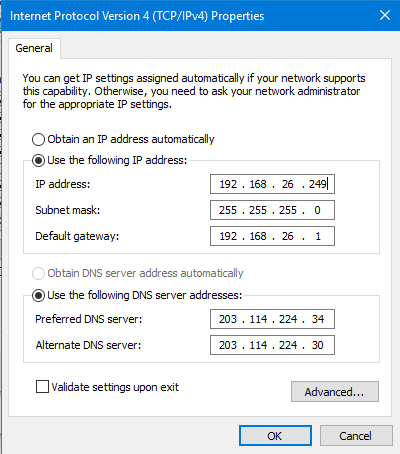 Internet Protocol Version 4 (TCP/IPv4) Properties
General
You can get IP settings assigned automatically if your network supports
this capability. Otherwise, you need to ask your network administrator
for the appropriate IP settings.
Obtain an IP address automatically
Use the following IP address:
IP address: 192 . 168 . 26 . 249
Subnet mask: 255 . 255 . 255 . 0
Default gateway: 192 . 168 . 26 . 1
Obtain DNS server address automatically
Use the following DNS server addresses:
Preferred DNS server: 203 . 114 . 224 . 34
Alternate DNS server: 203 . 114 . 224 . 30
Validate settings upon exit
Advanced...
OK Cancel